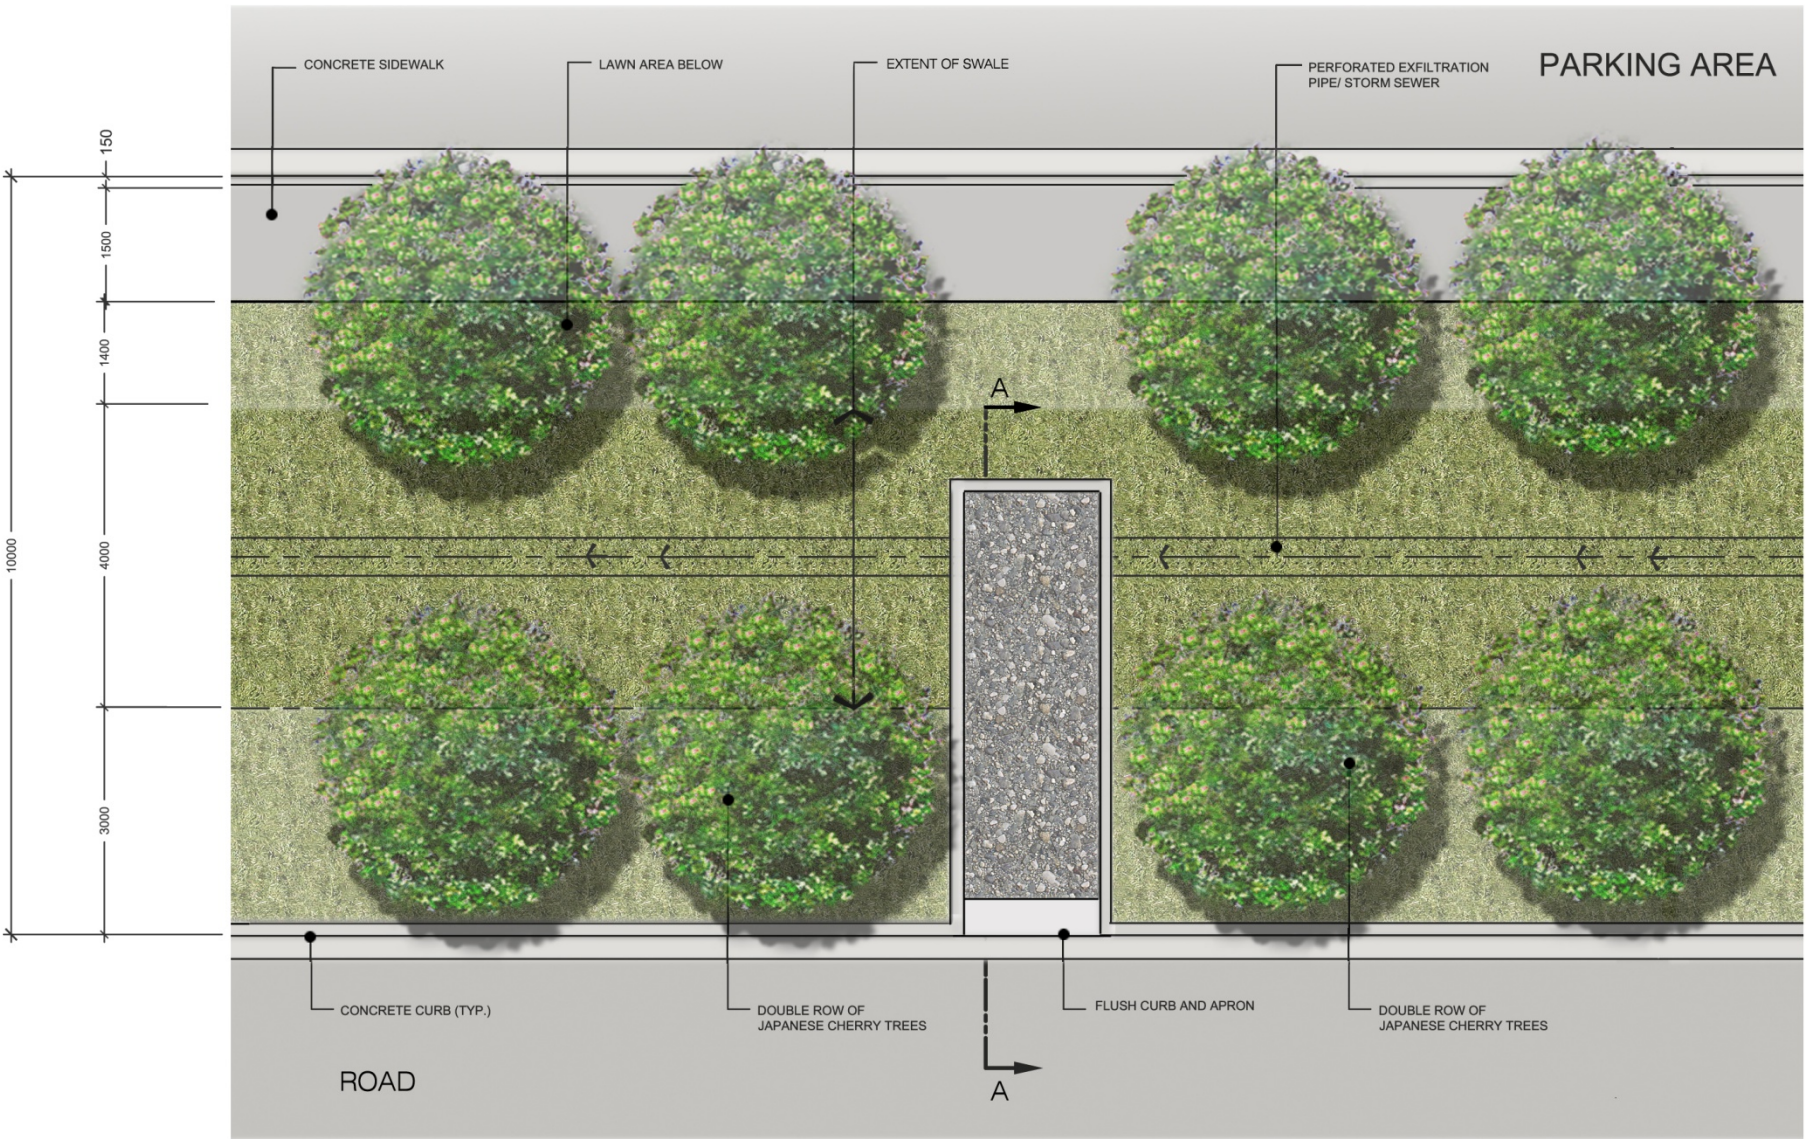 CONCRETE SIDEWALK
LAWN AREA BELOW
EXTENT OF SWALE
PERFORATED EXFILTRATION
PIPE/ STORM SEWER
PARKING AREA
150
1500
1400
4000
3000
10000
A
CONCRETE CURB (TYP.)
DOUBLE ROW OF
JAPANESE CHERRY TREES
FLUSH CURB AND APRON
DOUBLE ROW OF
JAPANESE CHERRY TREES
ROAD
A